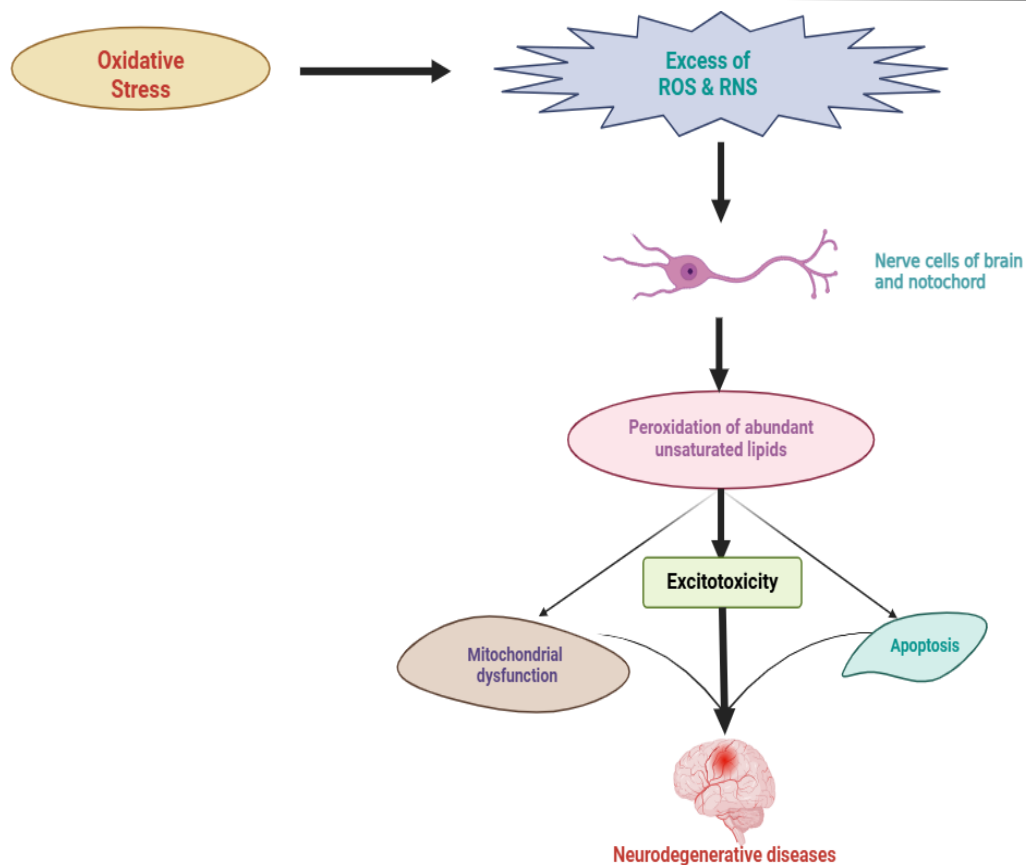 Oxidative
Stress
Excess of
ROS & RNS
Nerve cells of brain
and notochord
Peroxidation of abundant
unsaturated lipids
Excitotoxicity
Mitochondrial
dysfunction
Apoptosis
Neurodegenerative diseases